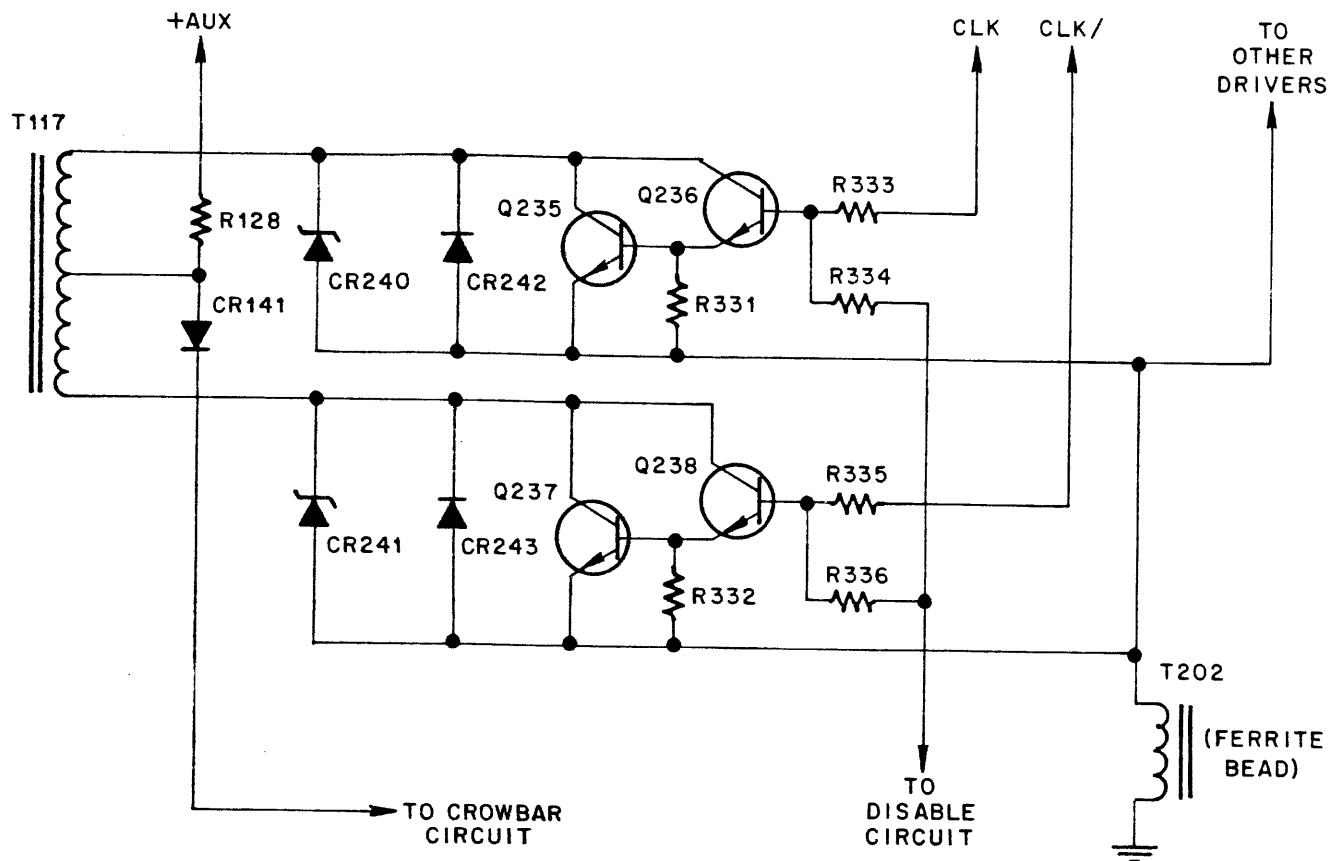 +AUX
CLK
CLK/
TO
OTHER
DRIVERS
T117
R128
CR141
CR240
CR242
Q235
Q236
R331
R333
R334
CR241
CR243
Q237
Q238
R332
R335
R336
T202
(FERRITE
BEAD)
TO CROWBAR
CIRCUIT
TO
DISABLE
CIRCUIT